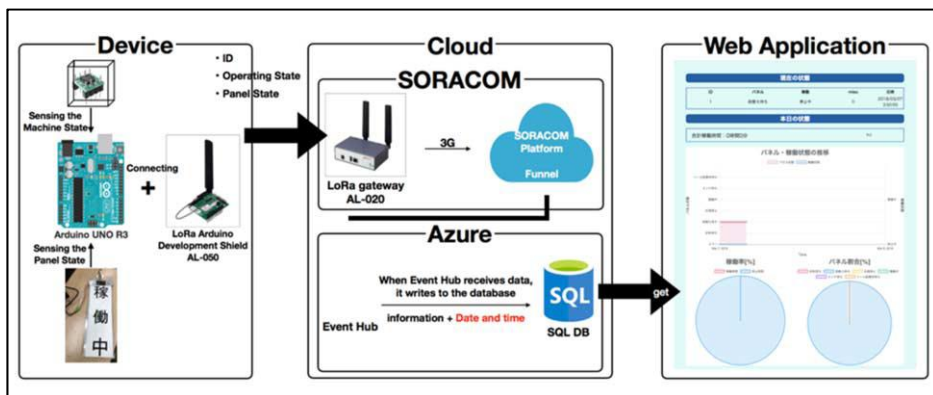 Device
・ID
・Operating State
・Panel State
Sensing the
Machine State
Connecting
Arduino UNO R3
LoRa Arduino
Development Shield
AL-050
Sensing the
Panel State
稼働中
Cloud
SORACOM
LoRa gateway
AL-020
3G
SORACOM
Platform
Funnel
Azure
When Event Hub receives data,
it writes to the database
information + Date and time
Event Hub
SQL
SQL DB
get
Web Application
現在の状態
ID パネル 稼働
本日の状態
パネル・稼働状態の推移
稼働率[%]
パネル割合[%]